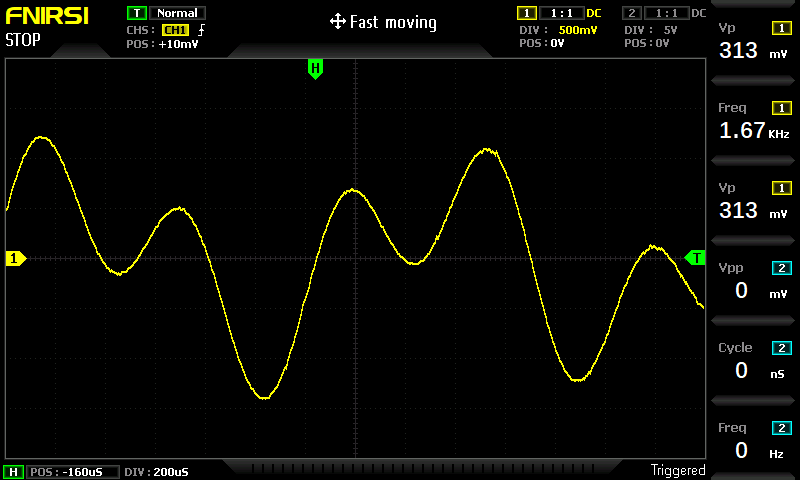 FNIRSI
STOP
T Normal
CHS: CH1
POS: +10mV
Fast moving
1 1:1 DC
DIV: 500mV
POS: 0V
2 1:1 DC
DIV: 5V
POS: 0V
H
1
T
Vp 1
313 mV
Freq 1
1.67 KHz
Vp 1
313 mV
Vpp 2
0 mV
Cycle 2
0 nS
Freq 2
0 Hz
H POS: -160uS DIV: 200uS
Triggered